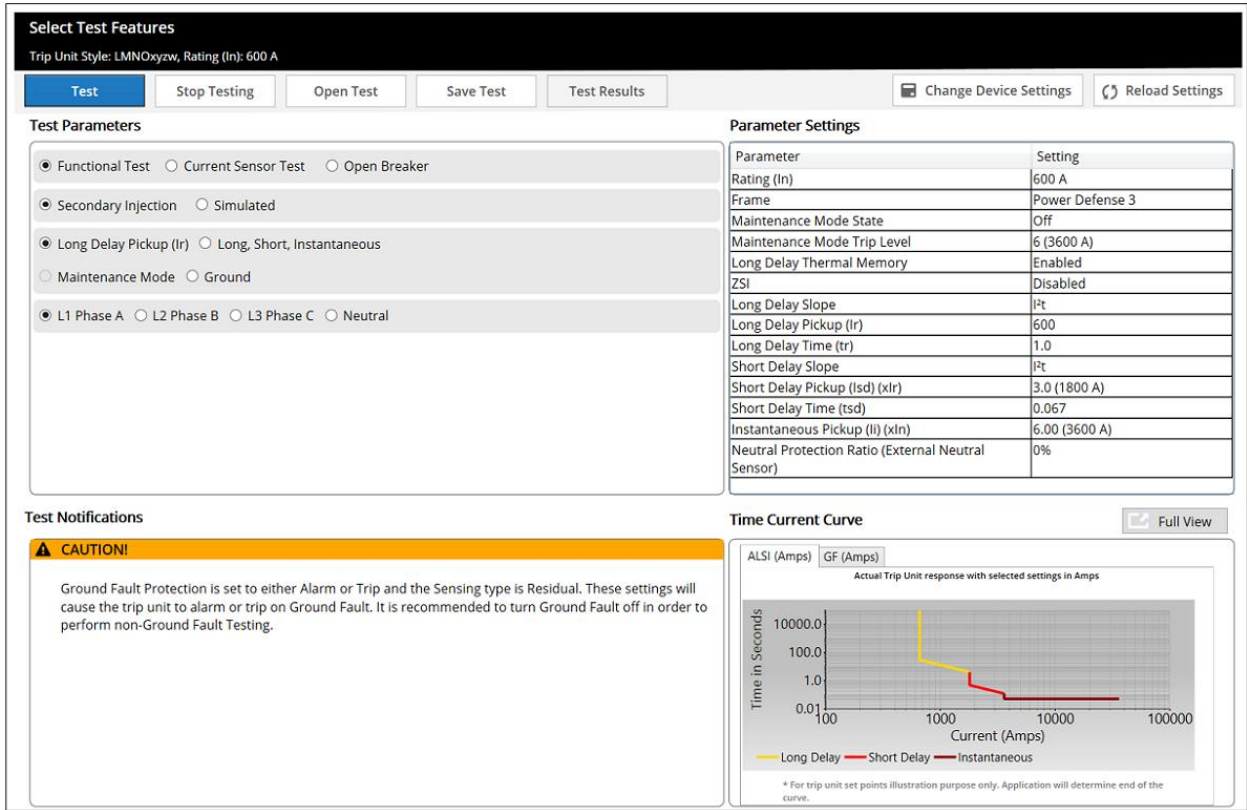 Select Test Features
Trip Unit Style: LMNOxyzw, Rating (In): 600 A
Test
Stop Testing
Open Test
Save Test
Test Results
Change Device Settings
Reload Settings
Test Parameters
Functional Test
Current Sensor Test
Open Breaker
Secondary Injection
Simulated
Long Delay Pickup (Ir)
Long, Short, Instantaneous
Maintenance Mode
Ground
L1 Phase A
L2 Phase B
L3 Phase C
Neutral
Parameter Settings
Parameter Setting
Rating (In) 600 A
Frame Power Defense 3
Maintenance Mode State Off
Maintenance Mode Trip Level 6 (3600 A)
Long Delay Thermal Memory Enabled
ZSI Disabled
Long Delay Slope I²t
Long Delay Pickup (Ir) 600
Long Delay Time (tr) 1.0
Short Delay Slope I²t
Short Delay Pickup (Isd) (xIr) 3.0 (1800 A)
Short Delay Time (tsd) 0.067
Instantaneous Pickup (Ii) (xIn) 6.00 (3600 A)
Neutral Protection Ratio (External Neutral 0%
Sensor)
Test Notifications
CAUTION!
Ground Fault Protection is set to either Alarm or Trip and the Sensing type is Residual. These settings will
cause the trip unit to alarm or trip on Ground Fault. It is recommended to turn Ground Fault off in order to
perform non-Ground Fault Testing.
Time Current Curve
Full View
ALSI (Amps)
GF (Amps)
Actual Trip Unit response with selected settings in Amps
Time in Seconds
10000.0
100.0
1.0
0.01
100
1000
10000
100000
Current (Amps)
Long Delay
Short Delay
Instantaneous
* For trip unit set points illustration purpose only. Application will determine end of the
curve.